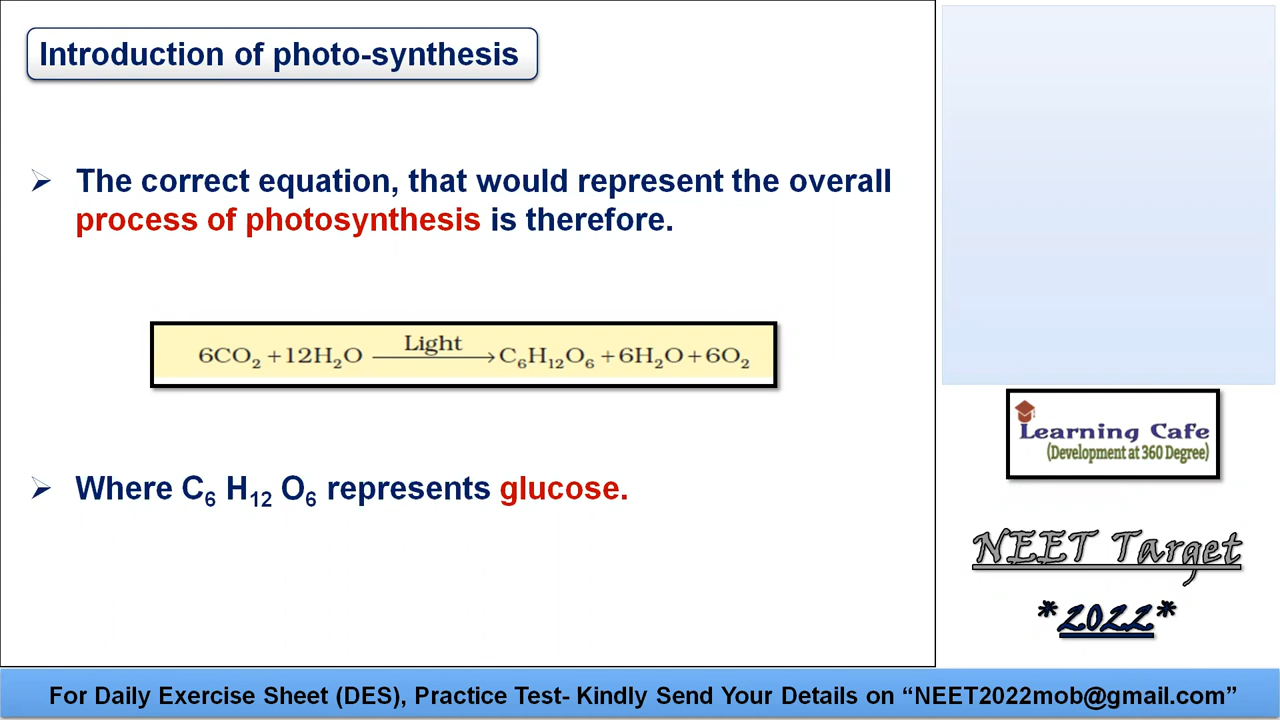 Introduction of photo-synthesis
➢ The correct equation, that would represent the overall
process of photosynthesis is therefore.
Light
6CO₂ +12H₂O ⟶ C₆H₁₂O₆ +6H₂O+6O₂
➢ Where C₆ H₁₂ O₆ represents glucose.
Learning Cafe
(Development at 360 Degree)
NEET Target
*2022*
For Daily Exercise Sheet (DES), Practice Test- Kindly Send Your Details on “NEET2022mob@gmail.com”